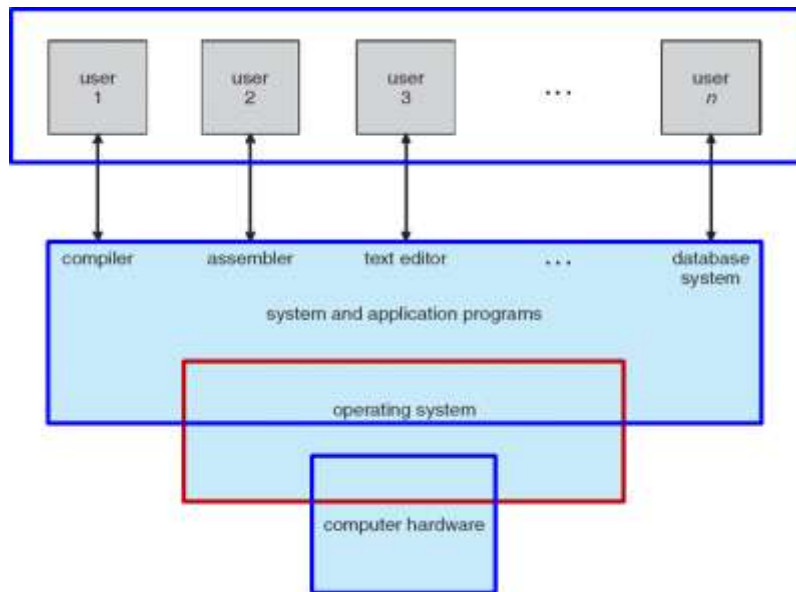 user
1
user
2
user
3
...
user
n
compiler
assembler
text editor
...
database
system
system and application programs
operating system
computer hardware